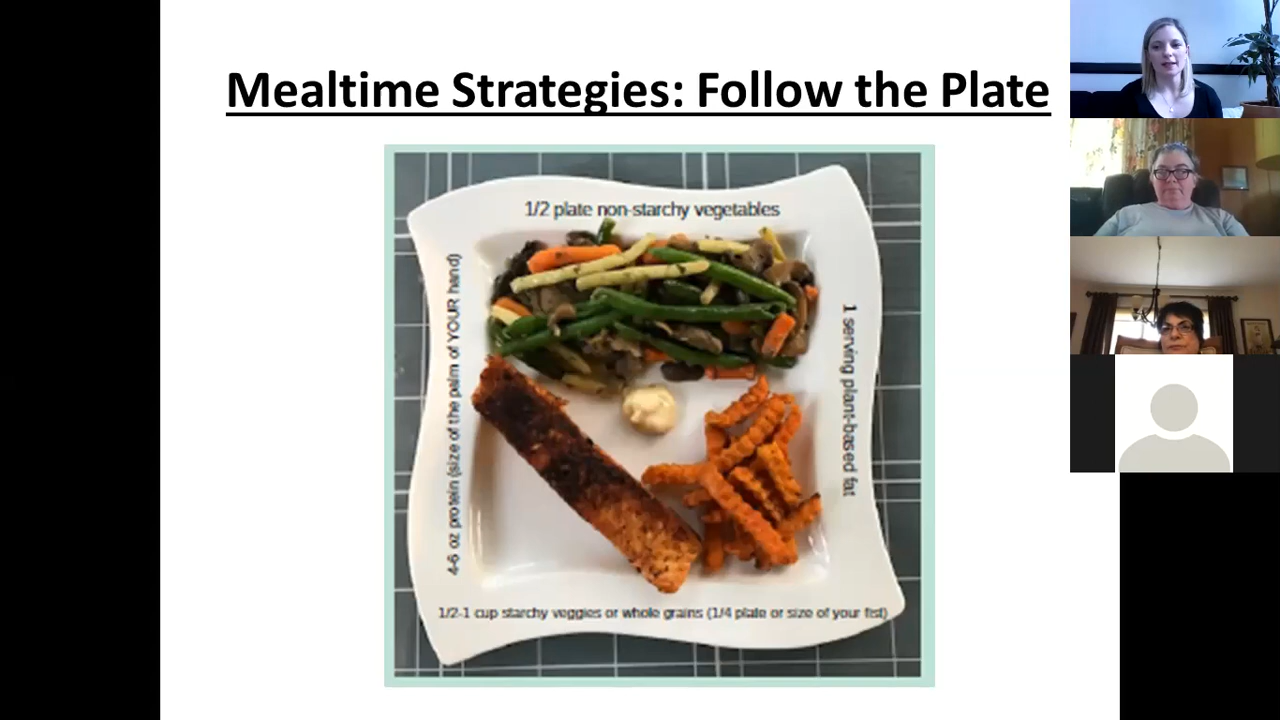 Mealtime Strategies: Follow the Plate
1/2 plate non-starchy vegetables
4-6 oz protein (size of the palm of YOUR hand)
1 serving plant-based fat
1/2-1 cup starchy veggies or whole grains (1/4 plate or size of your fist)